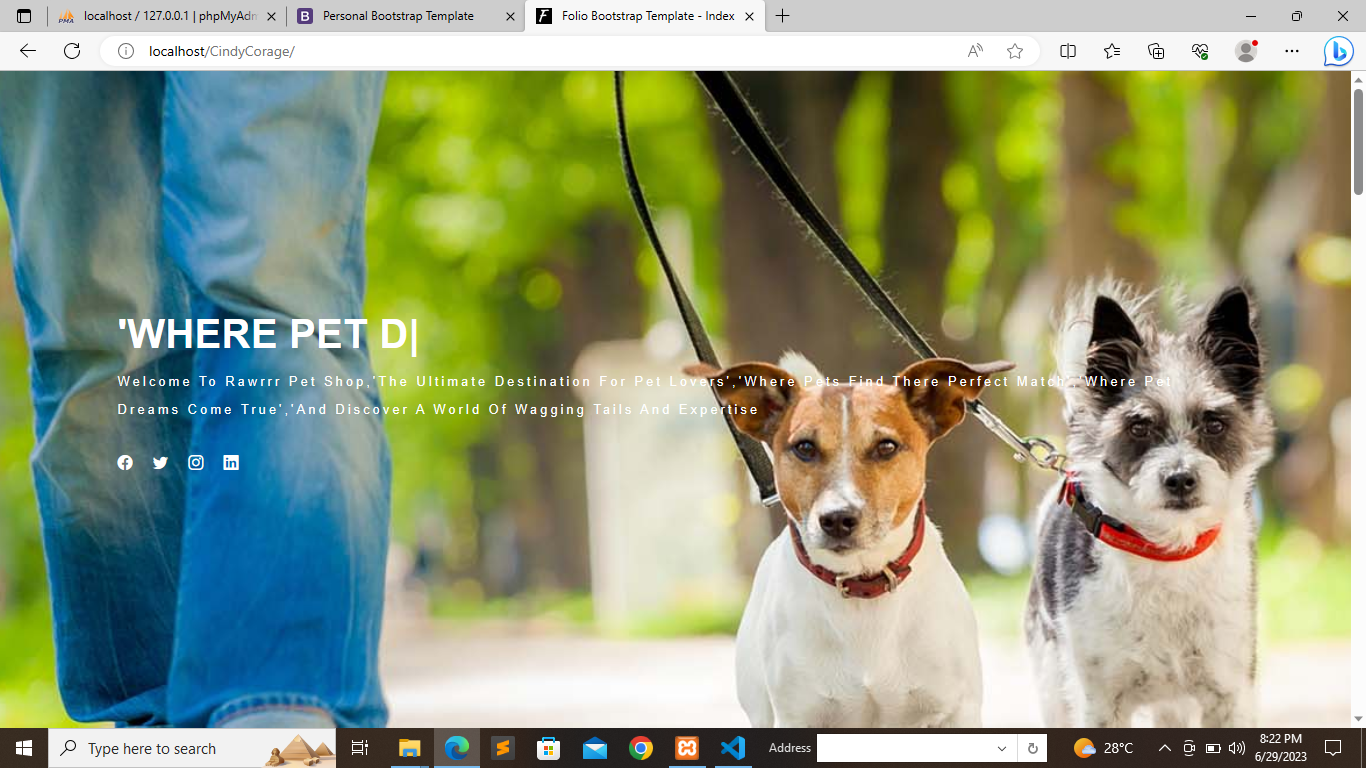 localhost / 127.0.0.1 | phpMyAdm
Personal Bootstrap Template
Folio Bootstrap Template - Index
localhost/CindyCorage/
'WHERE PET D|
Welcome To Rawrrr Pet Shop,'The Ultimate Destination For Pet Lovers','Where Pets Find There Perfect Match','Where Pet
Dreams Come True','And Discover A World Of Wagging Tails And Expertise
Type here to search
Address
28°C
8:22 PM
6/29/2023